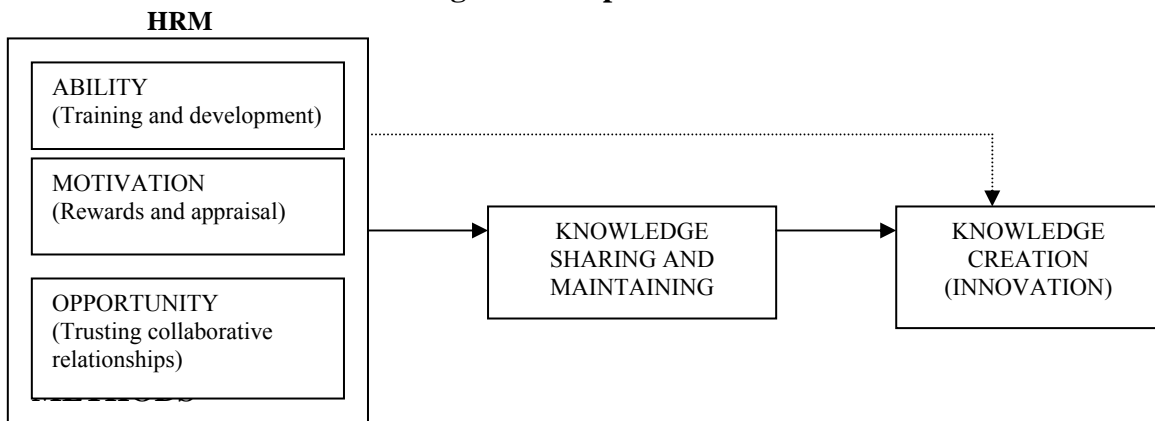 HRM
ABILITY
(Training and development)
MOTIVATION
(Rewards and appraisal)
OPPORTUNITY
(Trusting collaborative
relationships)
KNOWLEDGE
SHARING AND
MAINTAINING
KNOWLEDGE
CREATION
(INNOVATION)